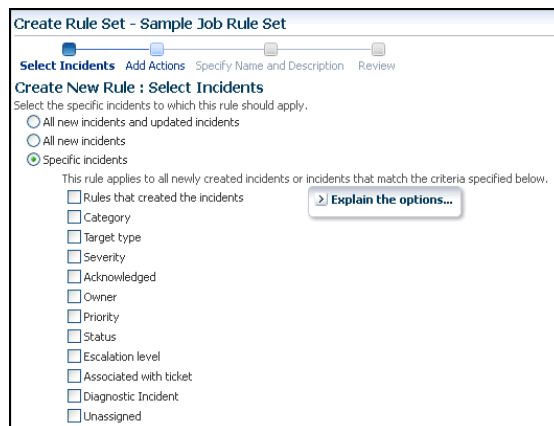 Create Rule Set - Sample Job Rule Set
Select Incidents Add Actions Specify Name and Description Review
Create New Rule : Select Incidents
Select the specific incidents to which this rule should apply.
All new incidents and updated incidents
All new incidents
Specific incidents
This rule applies to all newly created incidents or incidents that match the criteria specified below.
Rules that created the incidents
Explain the options...
Category
Target type
Severity
Acknowledged
Owner
Priority
Status
Escalation level
Associated with ticket
Diagnostic Incident
Unassigned